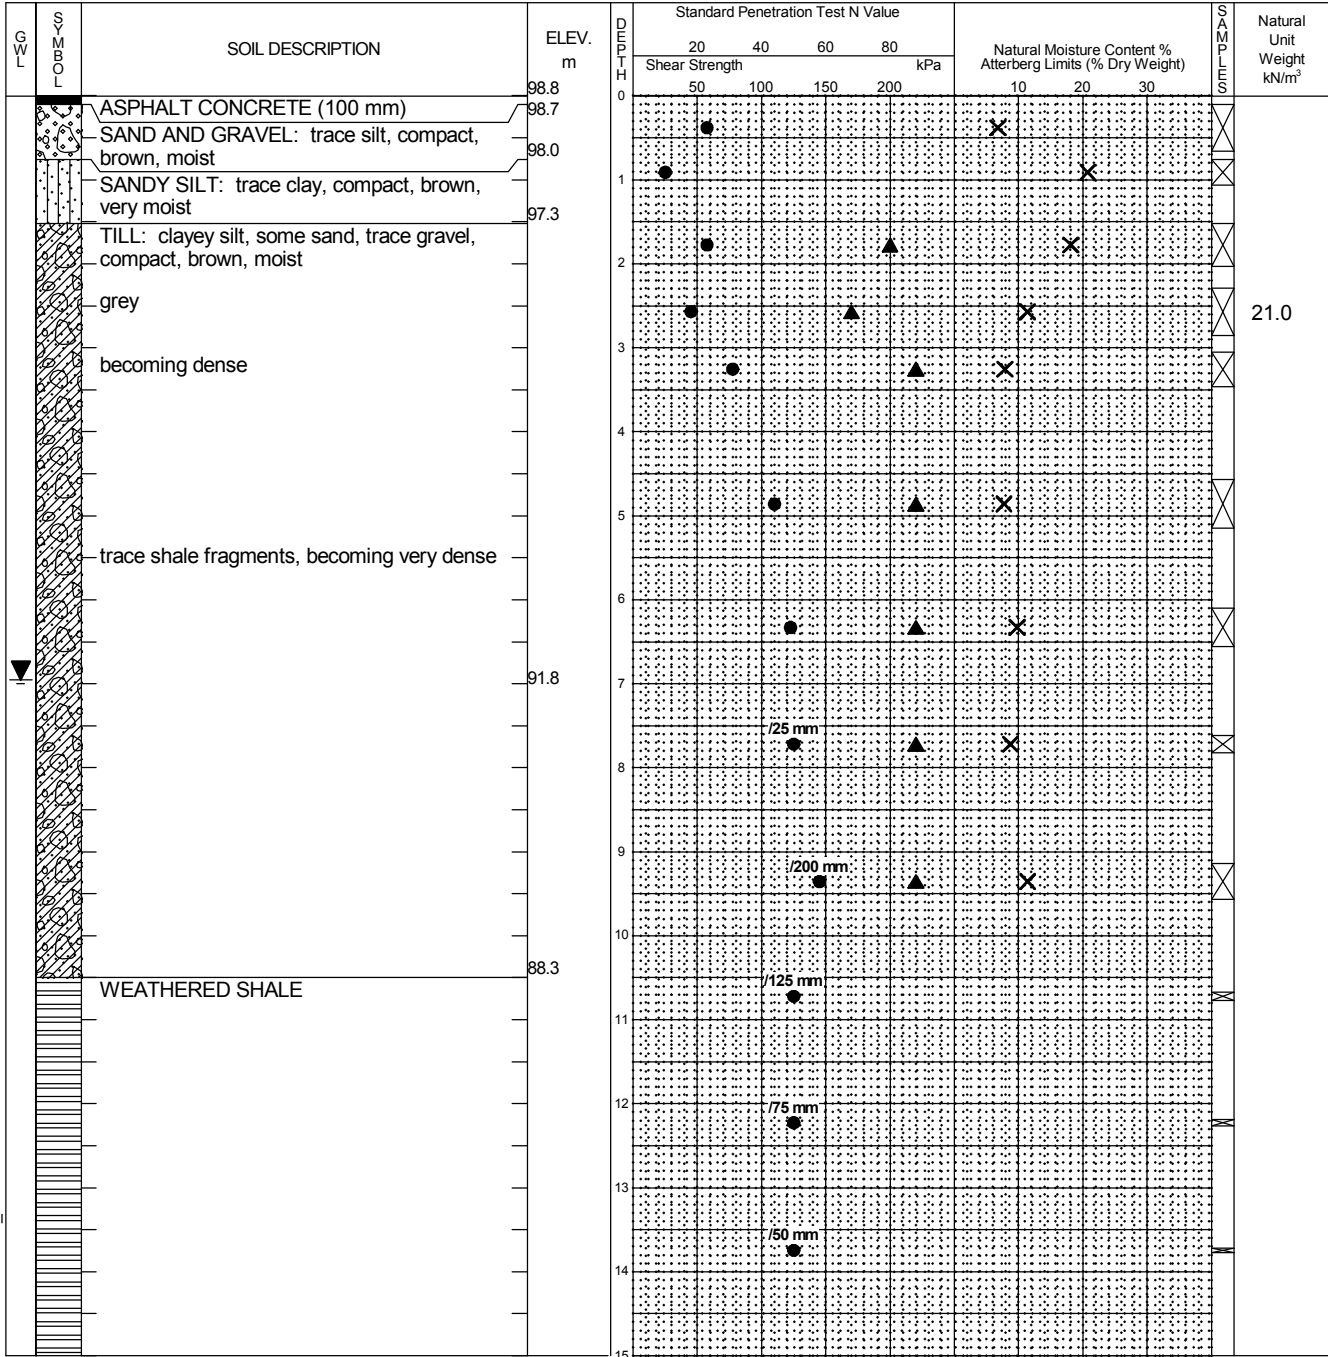 GWL
SYMBOL
SOIL DESCRIPTION
ELEV.
m
DEPTH
Standard Penetration Test N Value
20 40 60 80
Shear Strength kPa
50 100 150 200
Natural Moisture Content %
Atterberg Limits (% Dry Weight)
10 20 30
SAMPLES
Natural
Unit
Weight
kN/m³
98.8
0
ASPHALT CONCRETE (100 mm)
98.7
SAND AND GRAVEL: trace silt, compact,
brown, moist
98.0
SANDY SILT: trace clay, compact, brown,
very moist
1
97.3
TILL: clayey silt, some sand, trace gravel,
compact, brown, moist
2
grey
21.0
3
becoming dense
4
5
trace shale fragments, becoming very dense
6
91.8
7
/25 mm
8
9
/200 mm
10
88.3
WEATHERED SHALE
/125 mm
11
12
/75 mm
13
/50 mm
14
15